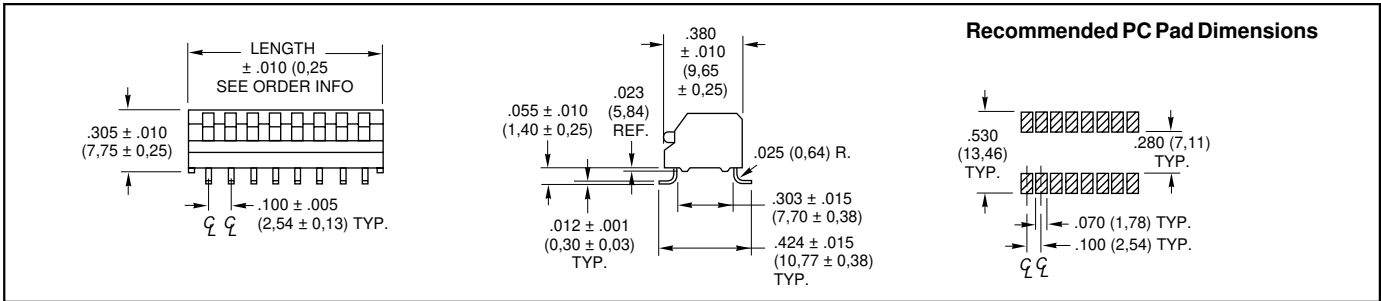 LENGTH
± .010 (0,25
SEE ORDER INFO
.305 ± .010
(7,75 ± 0,25)
.100 ± .005
(2,54 ± 0,13) TYP.
℄ ℄
.380
± .010
(9,65
± 0,25)
.023
(5,84)
REF.
.055 ± .010
(1,40 ± 0,25)
.025 (0,64) R.
.012 ± .001
(0,30 ± 0,03)
TYP.
.303 ± .015
(7,70 ± 0,38)
.424 ± .015
(10,77 ± 0,38)
TYP.
Recommended PC Pad Dimensions
.530
(13,46)
TYP.
.280 (7,11)
TYP.
.070 (1,78) TYP.
.100 (2,54) TYP.
℄ ℄